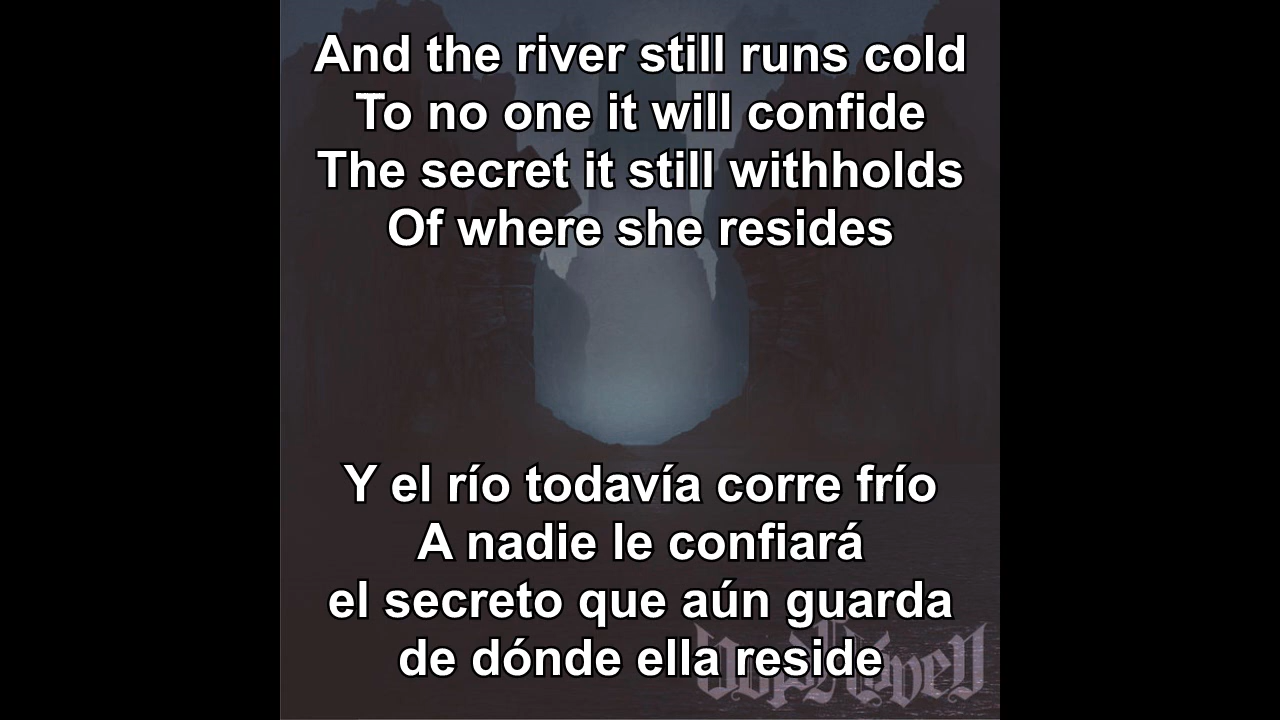 And the river still runs cold
To no one it will confide
The secret it still withholds
Of where she resides
Y el río todavía corre frío
A nadie le confiará
el secreto que aún guarda
de dónde ella reside